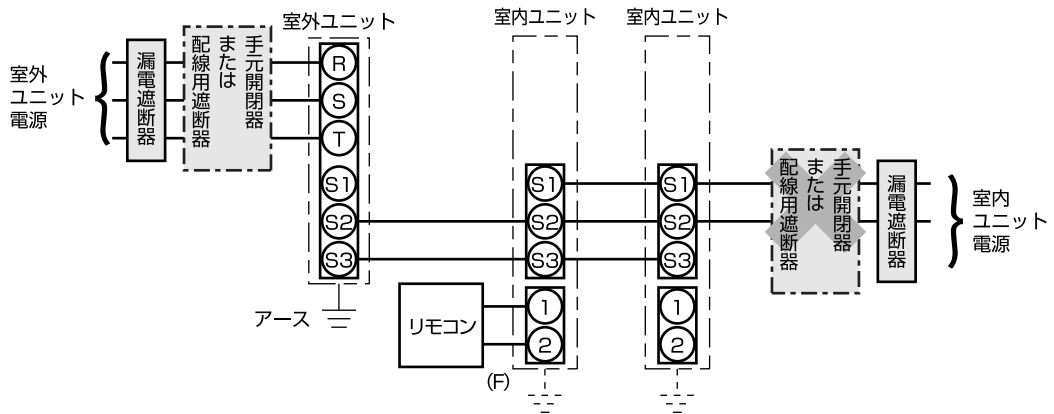 室外
ユニット
電源
漏電遮断器
手元開閉器
または
配線用遮断器
室外ユニット
R
S
T
S1
S2
S3
アース
リモコン
(F)
室内ユニット
S1
S2
S3
1
2
室内ユニット
S1
S2
S3
1
2
手元開閉器
または
配線用遮断器
漏電遮断器
室内
ユニット
電源